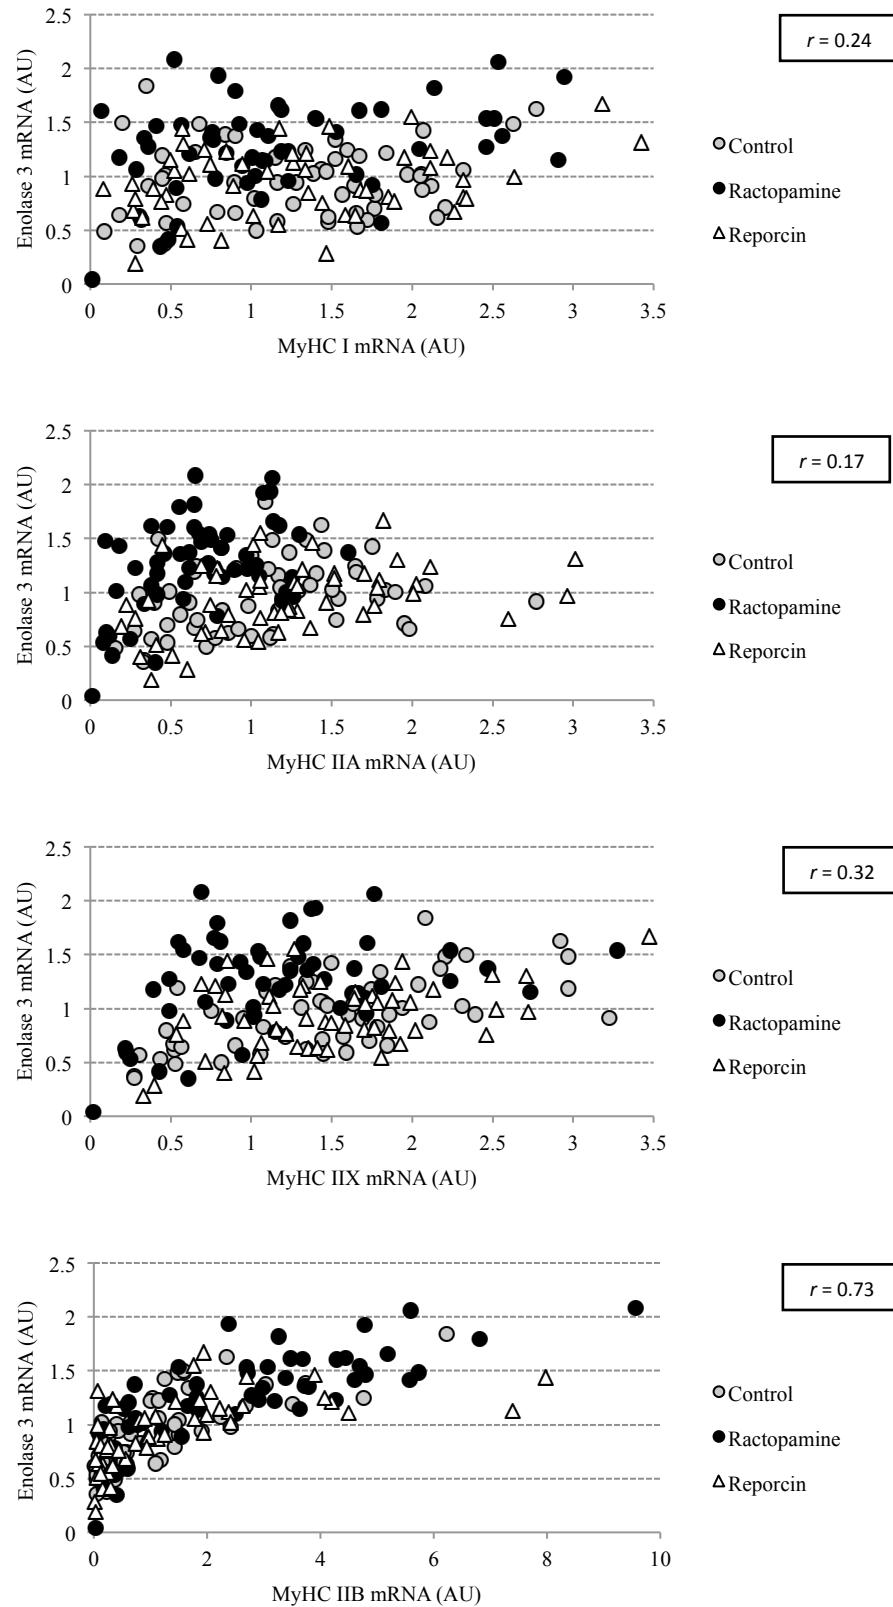 2.5
2
1.5
1
0.5
0
Enolase 3 mRNA (AU)
0 0.5 1 1.5 2 2.5 3 3.5
MyHC I mRNA (AU)
r = 0.24
Control
Ractopamine
Reporcin
2.5
2
1.5
1
0.5
0
Enolase 3 mRNA (AU)
0 0.5 1 1.5 2 2.5 3 3.5
MyHC IIA mRNA (AU)
r = 0.17
Control
Ractopamine
Reporcin
2.5
2
1.5
1
0.5
0
Enolase 3 mRNA (AU)
0 0.5 1 1.5 2 2.5 3 3.5
MyHC IIX mRNA (AU)
r = 0.32
Control
Ractopamine
Reporcin
2.5
2
1.5
1
0.5
0
Enolase 3 mRNA (AU)
0 2 4 6 8 10
MyHC IIB mRNA (AU)
r = 0.73
Control
Ractopamine
Reporcin